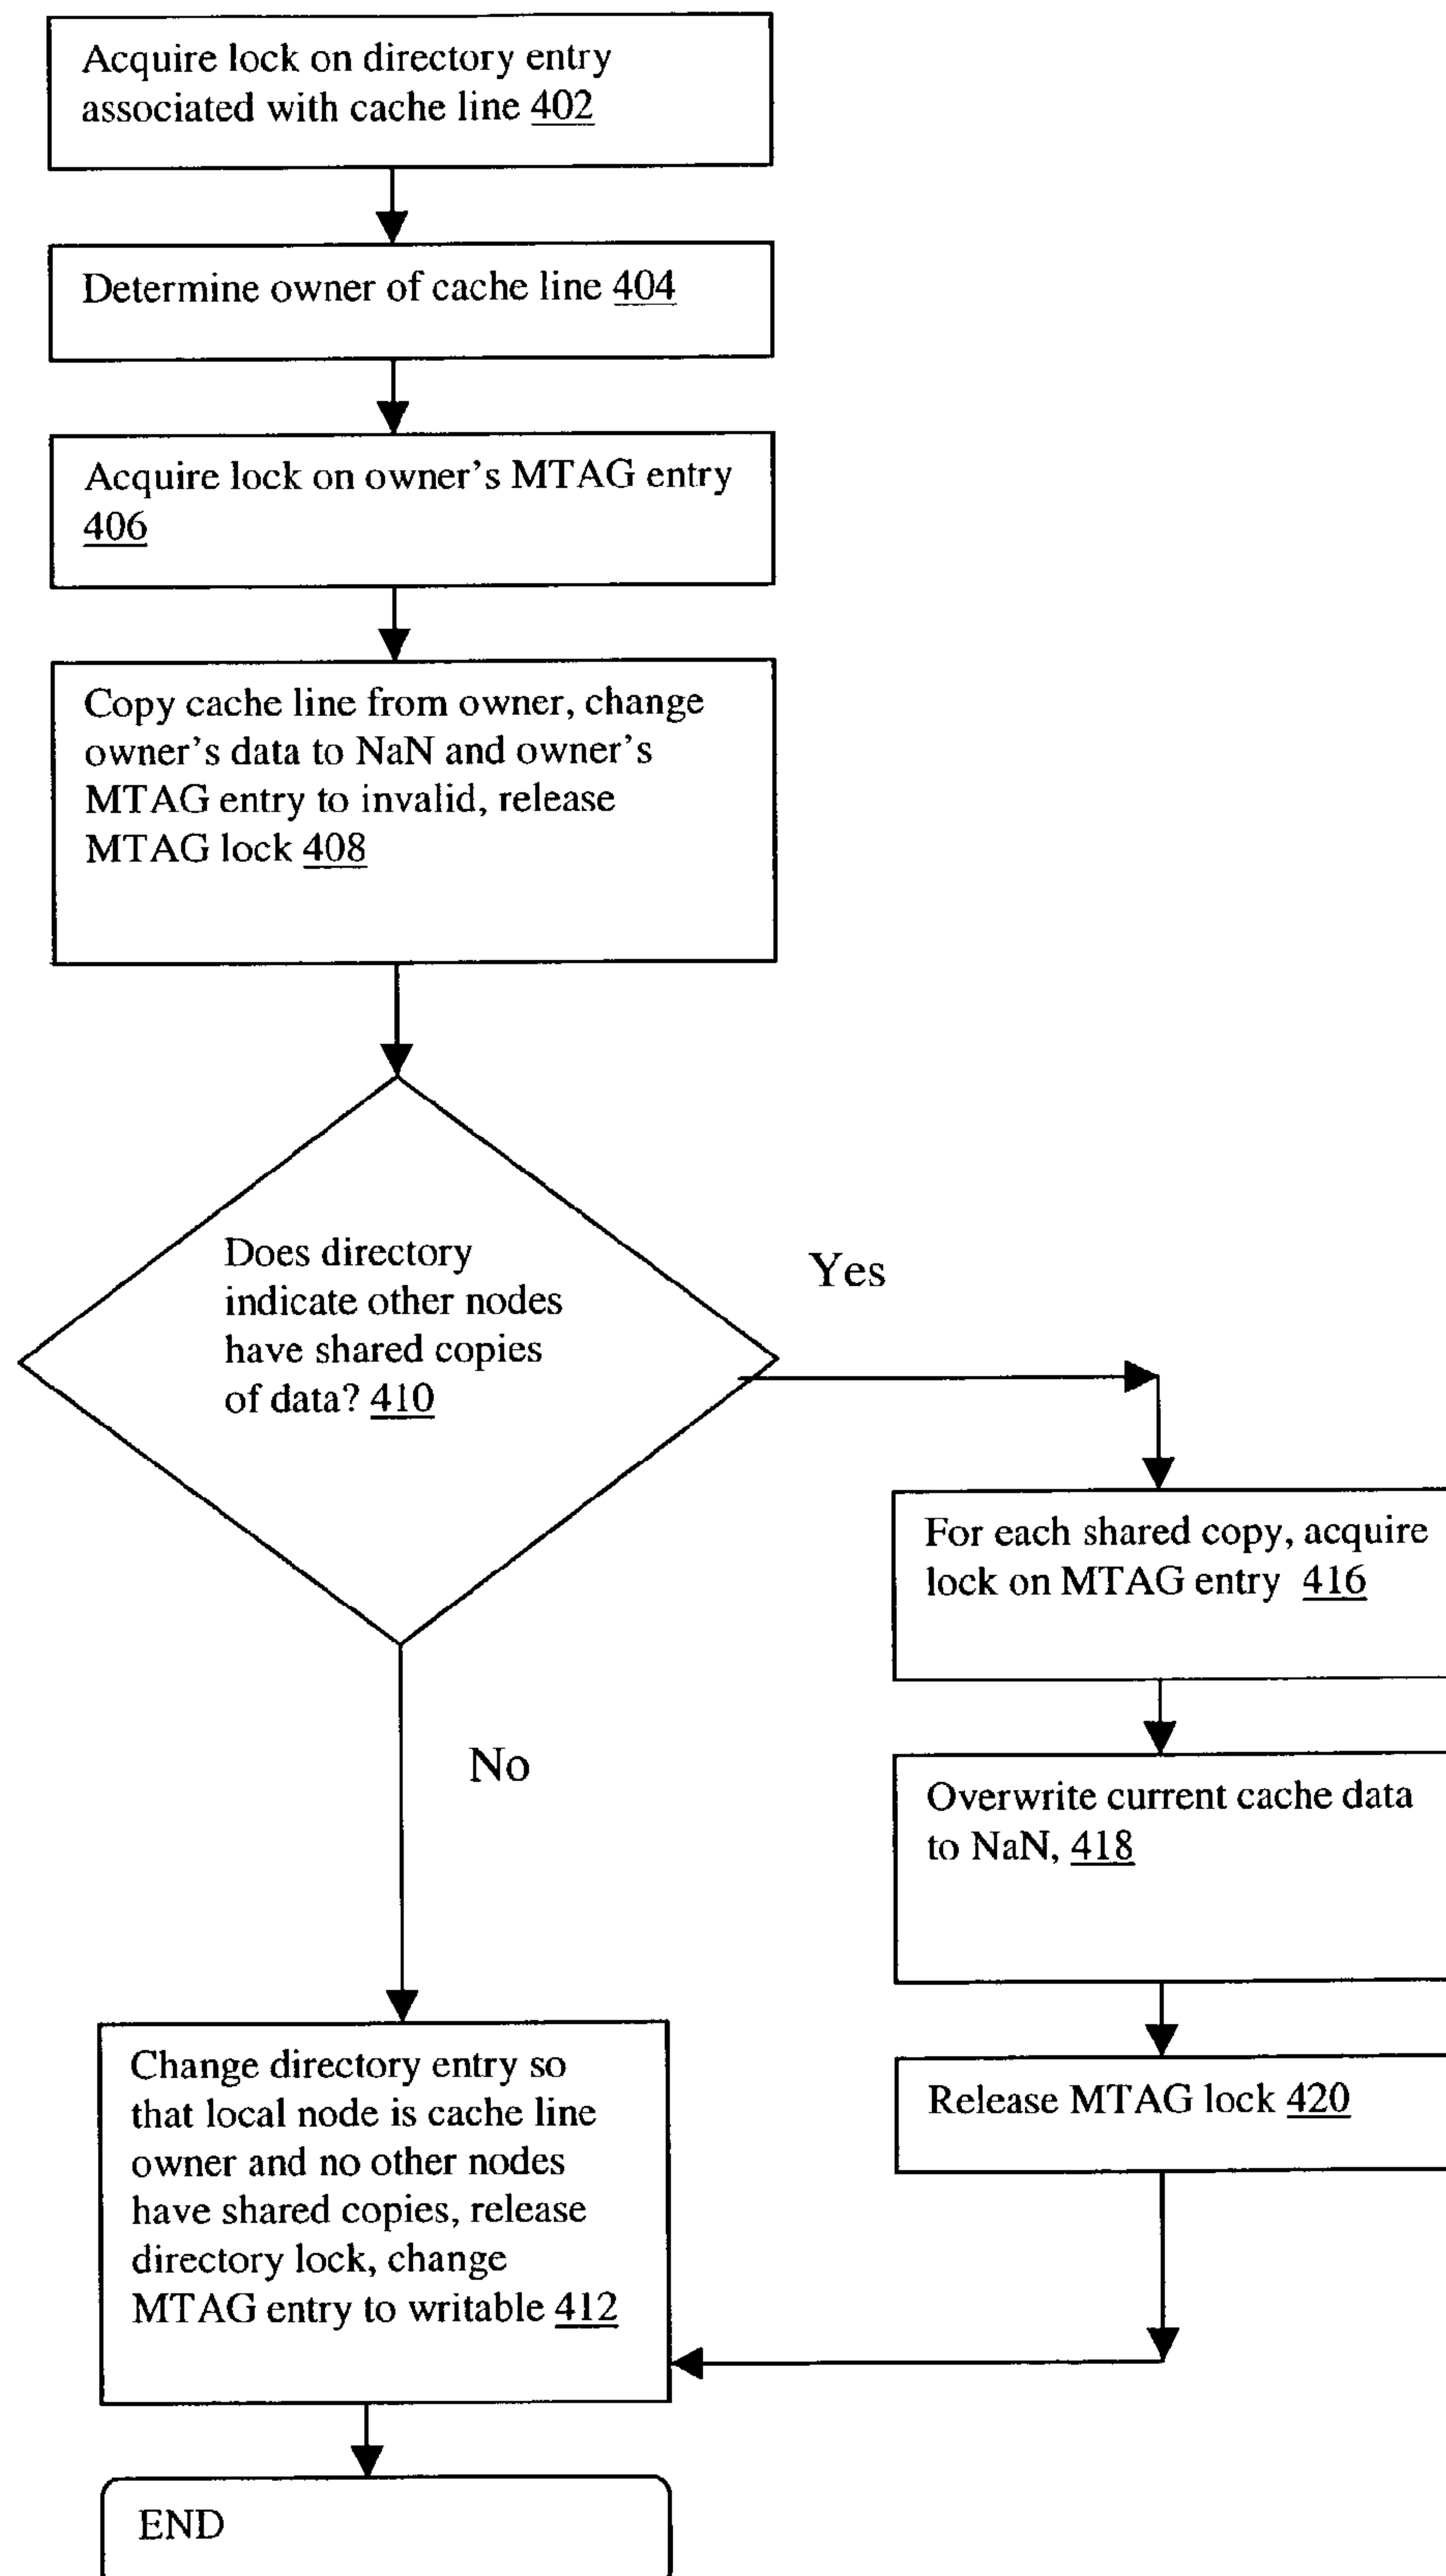 Acquire lock on directory entry
associated with cache line 402
Determine owner of cache line 404
Acquire lock on owner's MTAG entry
406
Copy cache line from owner, change
owner's data to NaN and owner's
MTAG entry to invalid, release
MTAG lock 408
Does directory
indicate other nodes
have shared copies
of data? 410
Yes
No
For each shared copy, acquire
lock on MTAG entry 416
Overwrite current cache data
to NaN, 418
Release MTAG lock 420
Change directory entry so
that local node is cache line
owner and no other nodes
have shared copies, release
directory lock, change
MTAG entry to writable 412
END